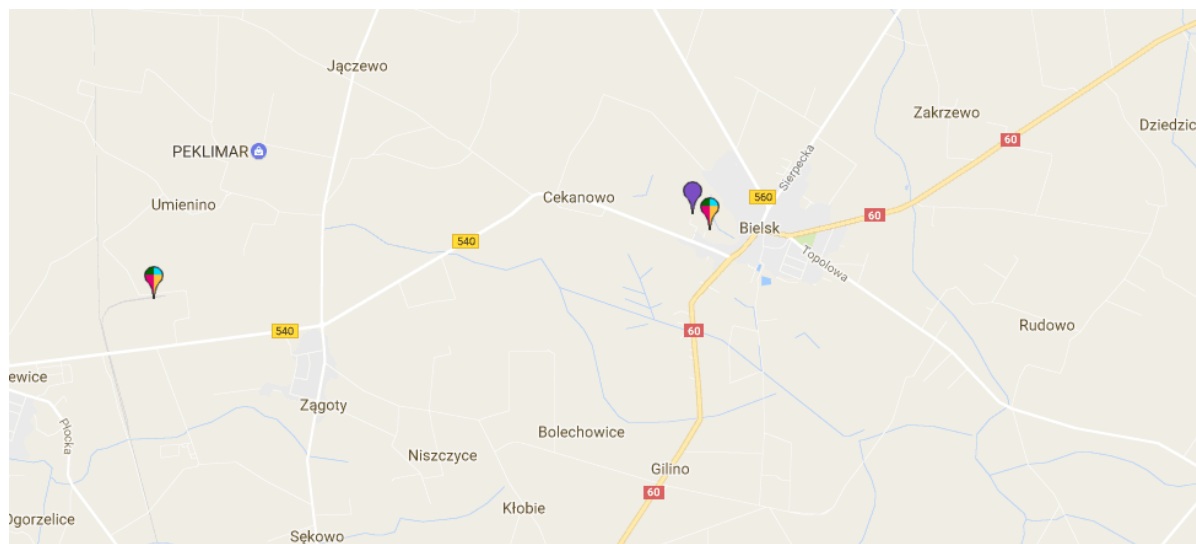 Jączewo
Zakrzewo
60
Dziedzic
PEKLIMAR
Sierpecka
Umienino
Cekanowo
560
60
Bielsk
540
Topolowa
540
60
Rudowo
ewice
Zągoty
Płocka
Bolechowice
Niszczyce
Gilino
60
Kłobie
Ogorzelice
Sękowo